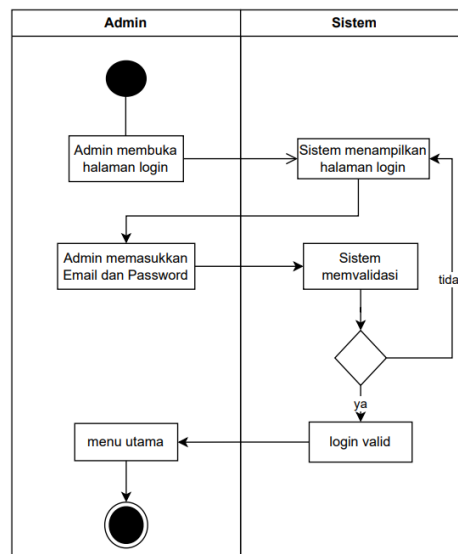 Admin
Sistem
Admin membuka
halaman login
Sistem menampilkan
halaman login
Admin memasukkan
Email dan Password
Sistem
memvalidasi
tida
ya
menu utama
login valid